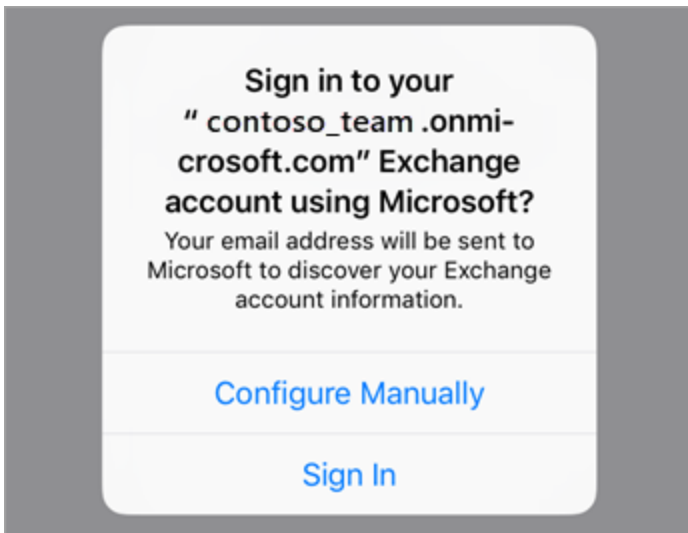 Sign in to your
“ contoso_team .onmi-
crosoft.com” Exchange
account using Microsoft?
Your email address will be sent to
Microsoft to discover your Exchange
account information.
Configure Manually
Sign In